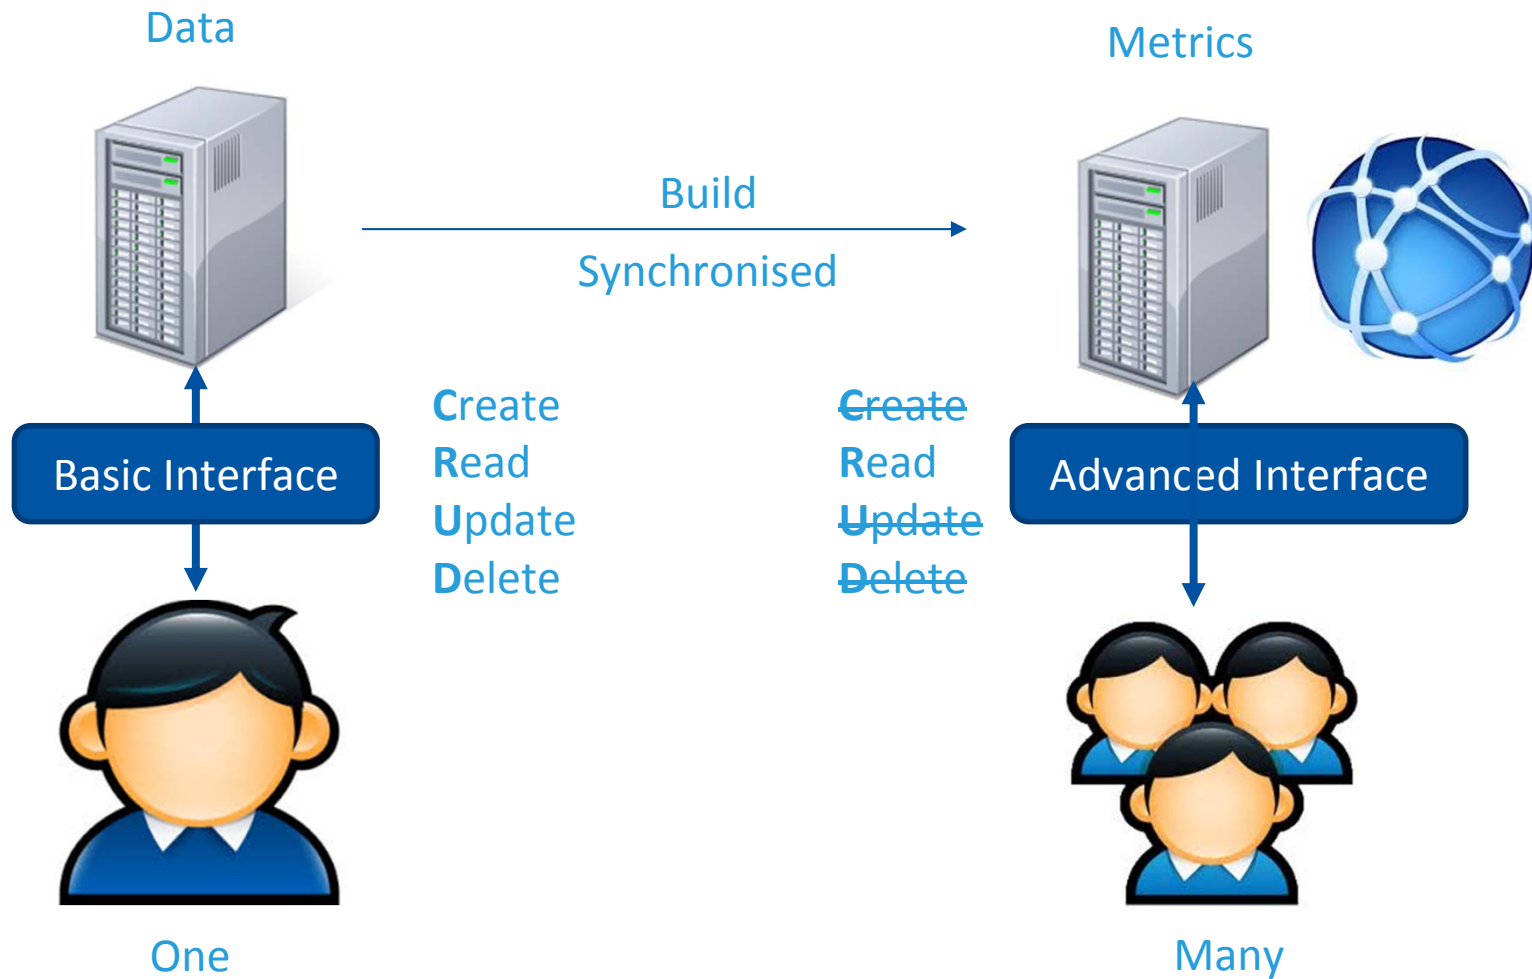 Data
Metrics
Build
Synchronised
Create
Read
Update
Delete
Create
Read
Update
Delete
Basic Interface
Advanced Interface
One
Many